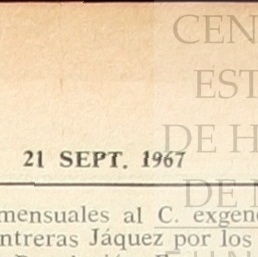 CEN
EST
DE H
21 SEPT. 1967
DE M
mensuales al C. exgen
ntreras Jáquez por los